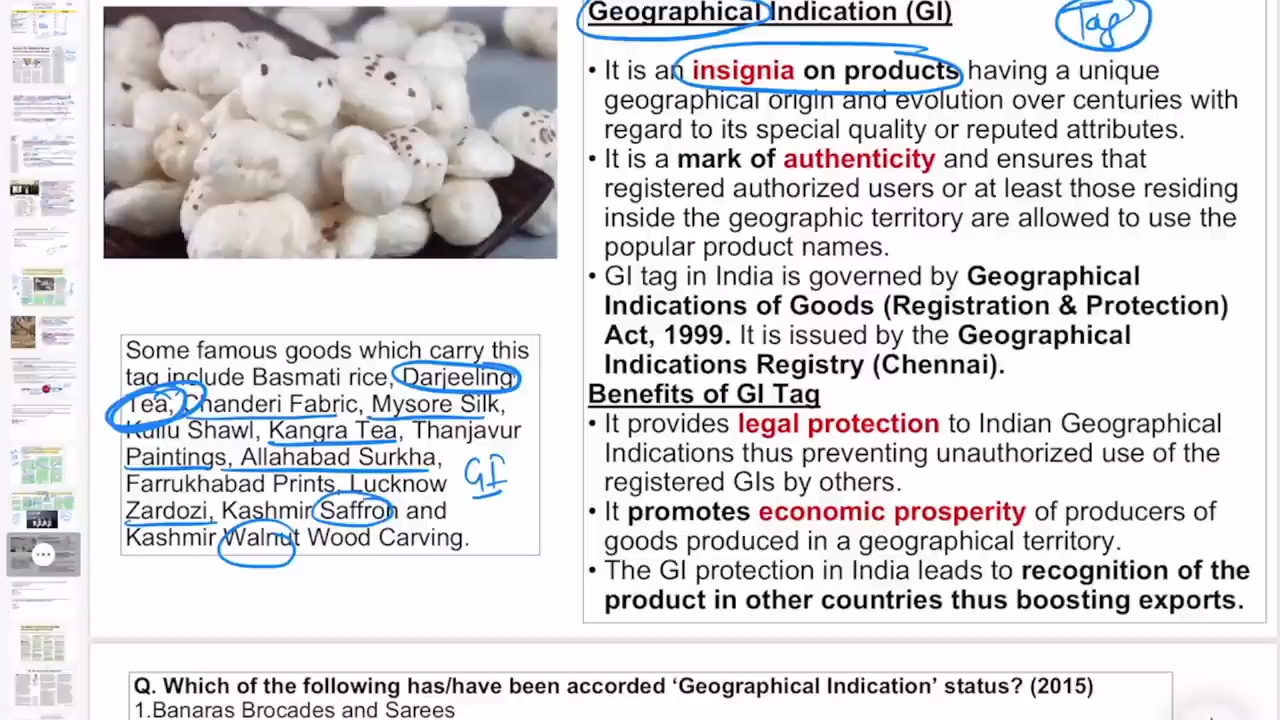 Geographical Indication (GI)
Tag
• It is an insignia on products having a unique
geographical origin and evolution over centuries with
regard to its special quality or reputed attributes.
• It is a mark of authenticity and ensures that
registered authorized users or at least those residing
inside the geographic territory are allowed to use the
popular product names.
• GI tag in India is governed by Geographical
Indications of Goods (Registration & Protection)
Act, 1999. It is issued by the Geographical
Indications Registry (Chennai).
Benefits of GI Tag
• It provides legal protection to Indian Geographical
Indications thus preventing unauthorized use of the
registered GIs by others.
• It promotes economic prosperity of producers of
goods produced in a geographical territory.
• The GI protection in India leads to recognition of the
product in other countries thus boosting exports.
Some famous goods which carry this
tag include Basmati rice, Darjeeling
Tea, Chanderi Fabric, Mysore Silk,
Kullu Shawl, Kangra Tea, Thanjavur
Paintings, Allahabad Surkha,
Farrukhabad Prints, Lucknow
Zardozi, Kashmir Saffron and
Kashmir Walnut Wood Carving.
GI
Q. Which of the following has/have been accorded ‘Geographical Indication’ status? (2015)
1.Banaras Brocades and Sarees